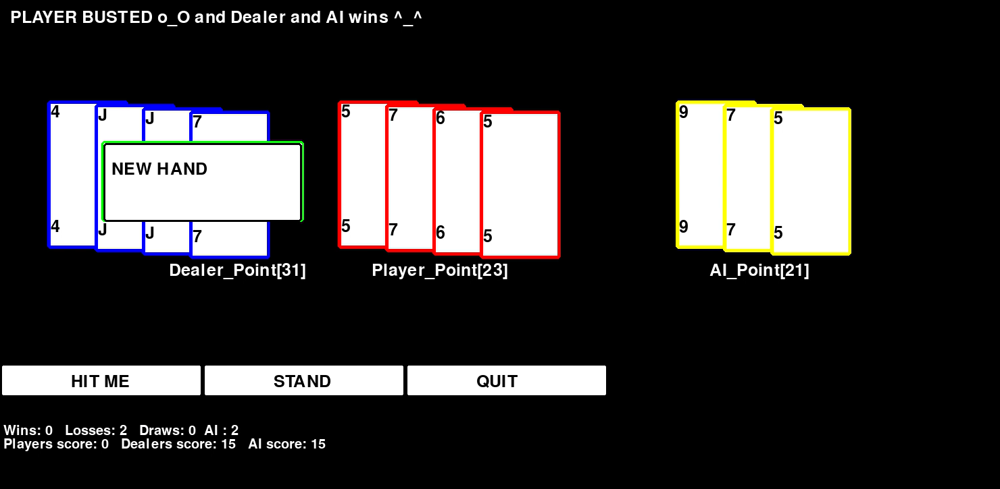 PLAYER BUSTED o_O and Dealer and AI wins ^_^
4 J J 7
5 7 6 5
9 7 5
NEW HAND
4 J J 7
5 7 6 5
9 7 5
Dealer_Point[31]
Player_Point[23]
AI_Point[21]
HIT ME
STAND
QUIT
Wins: 0 Losses: 2 Draws: 0 AI : 2
Players score: 0 Dealers score: 15 AI score: 15